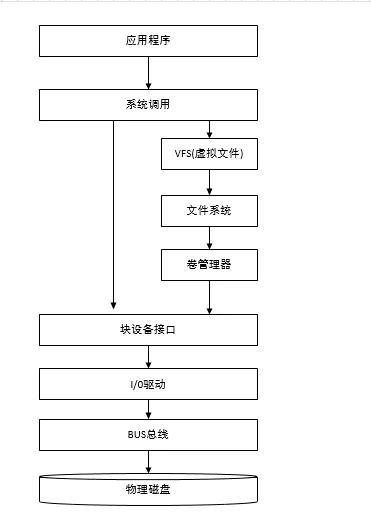 应用程序
系统调用
VFS(虚拟文件)
文件系统
卷管理器
块设备接口
I/0驱动
BUS总线
物理磁盘